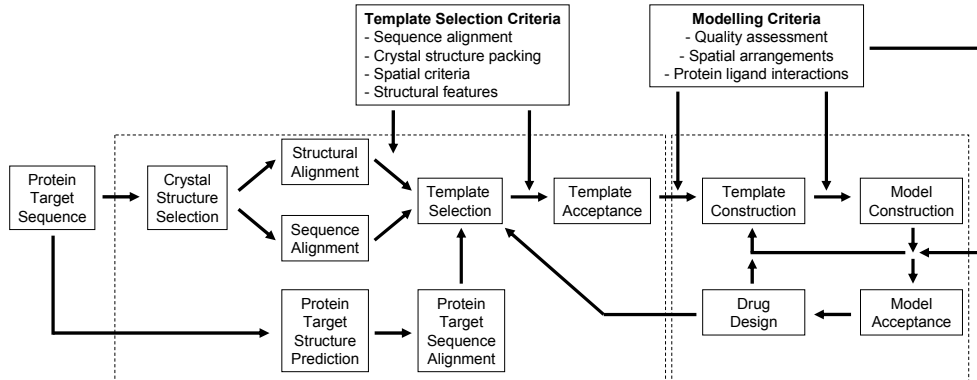 Template Selection Criteria
- Sequence alignment
- Crystal structure packing
- Spatial criteria
- Structural features
Modelling Criteria
- Quality assessment
- Spatial arrangements
- Protein ligand interactions
Protein
Target
Sequence
Crystal
Structure
Selection
Structural
Alignment
Sequence
Alignment
Template
Selection
Template
Acceptance
Template
Construction
Model
Construction
Protein
Target
Structure
Prediction
Protein
Target
Sequence
Alignment
Drug
Design
Model
Acceptance